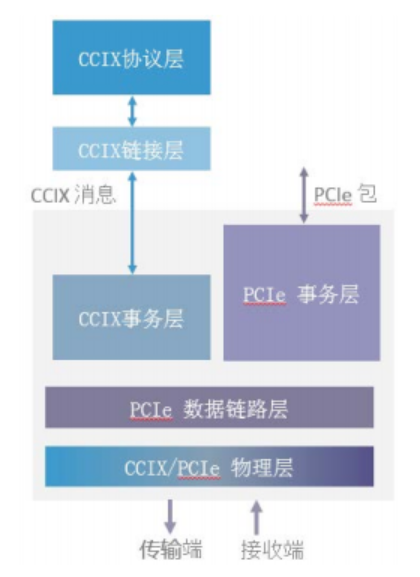 CCIX协议层
CCIX链接层
CCIX 消息
PCIe 包
CCIX事务层
PCIe 事务层
PCIe 数据链路层
CCIX/PCIe 物理层
传输端
接收端